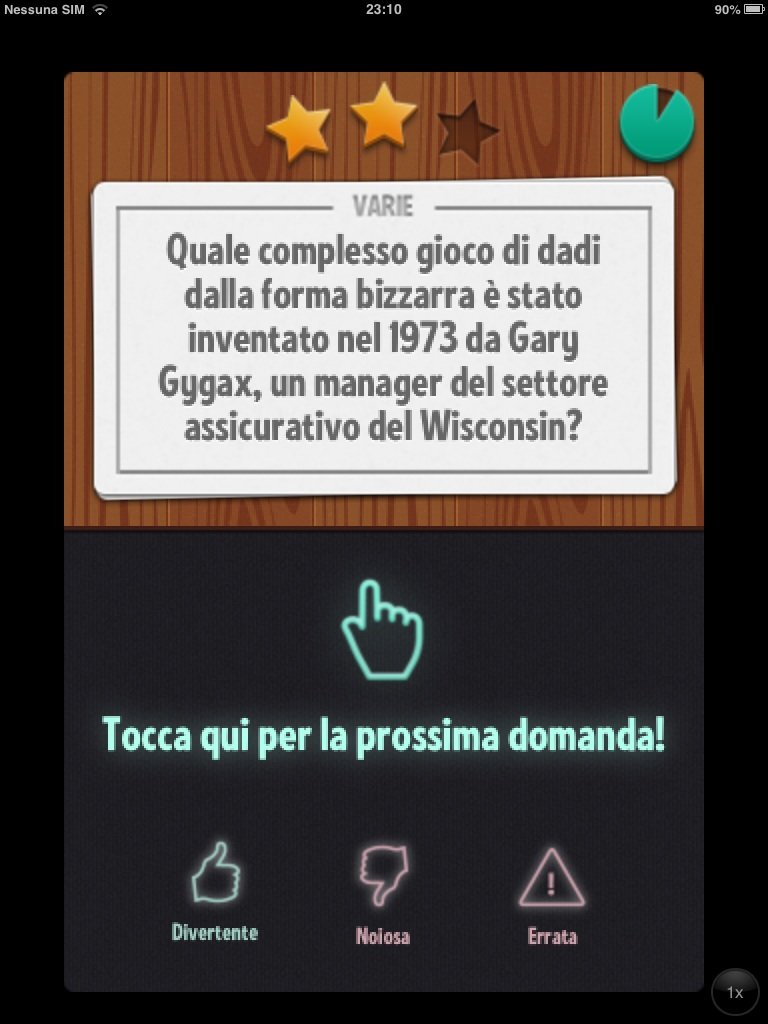 Nessuna SIM 23:10 90%
VARIE
Quale complesso gioco di dadi
dalla forma bizzarra è stato
inventato nel 1973 da Gary
Gygax, un manager del settore
assicurativo del Wisconsin?
Tocca qui per la prossima domanda!
Divertente Noiosa Errata
1x